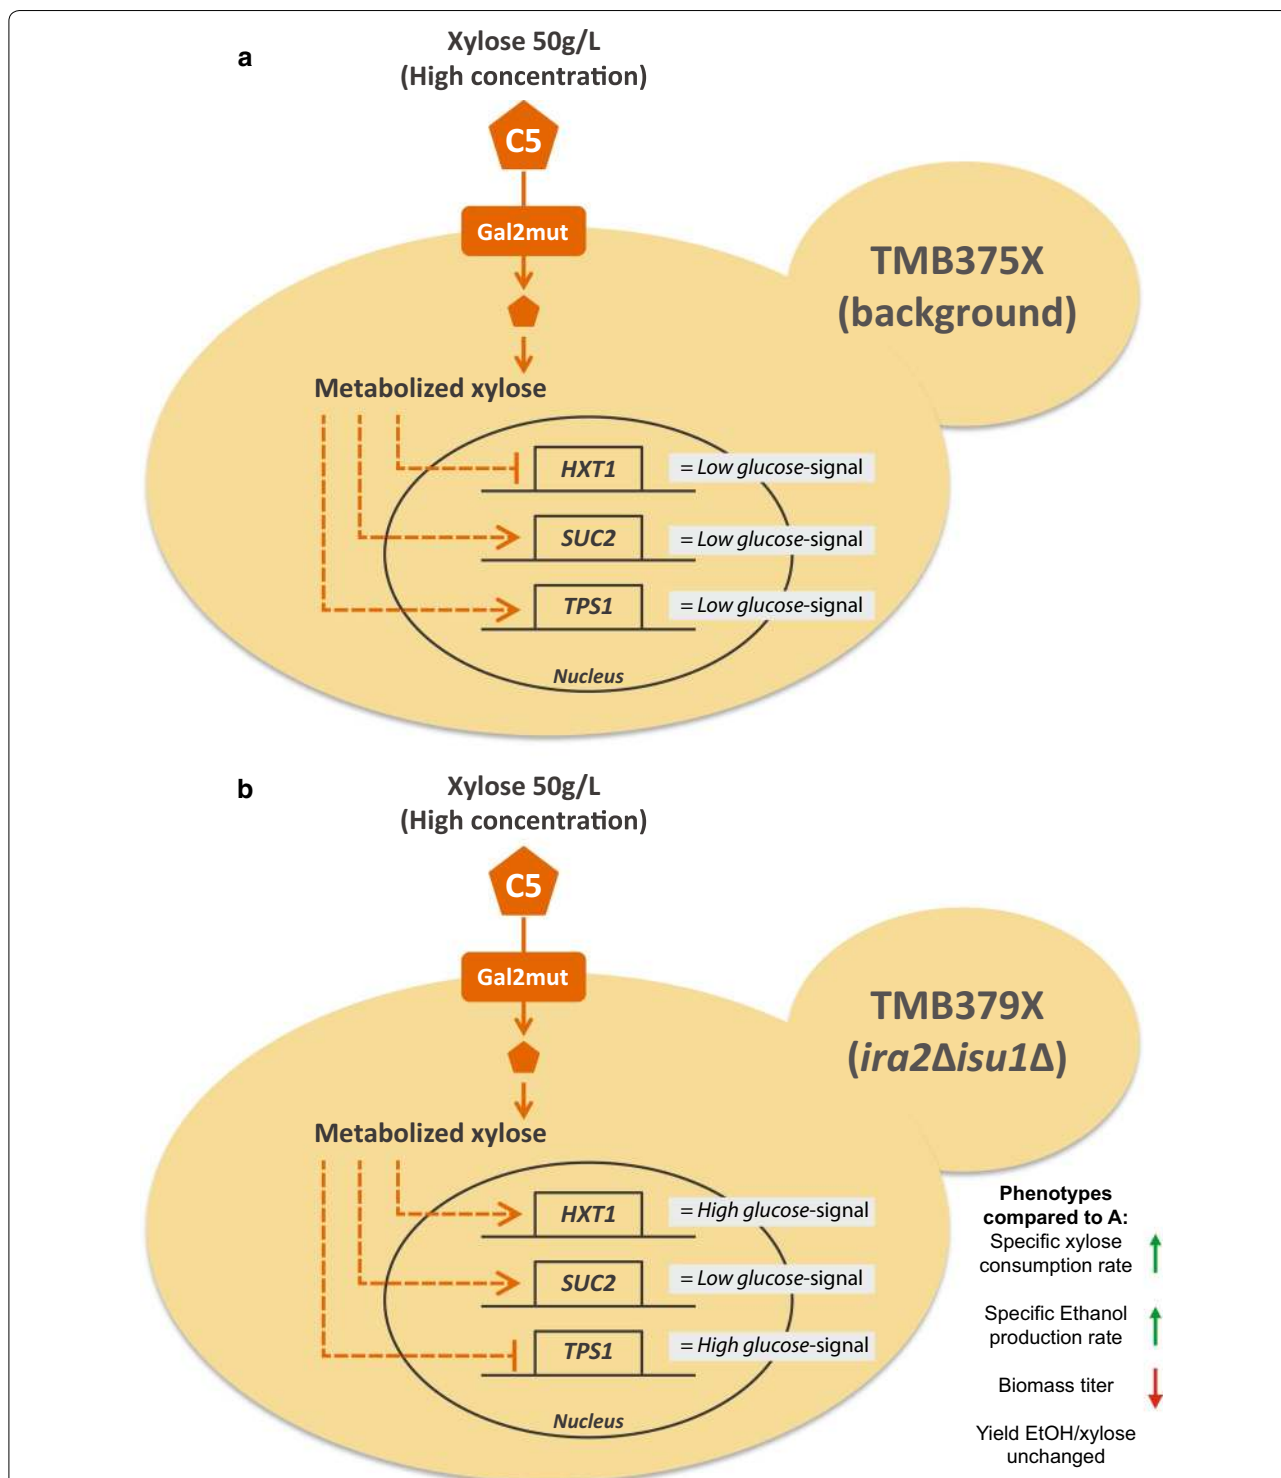 a
Xylose 50g/L
(High concentration)
C5
Gal2mut
TMB375X
(background)
Metabolized xylose
HXT1
= Low glucose-signal
SUC2
= Low glucose-signal
TPS1
= Low glucose-signal
Nucleus
b
Xylose 50g/L
(High concentration)
C5
Gal2mut
TMB379X
(ira2Δisu1Δ)
Metabolized xylose
HXT1
= High glucose-signal
SUC2
= Low glucose-signal
TPS1
= High glucose-signal
Nucleus
Phenotypes
compared to A:
Specific xylose
consumption rate
Specific Ethanol
production rate
Biomass titer
Yield EtOH/xylose
unchanged